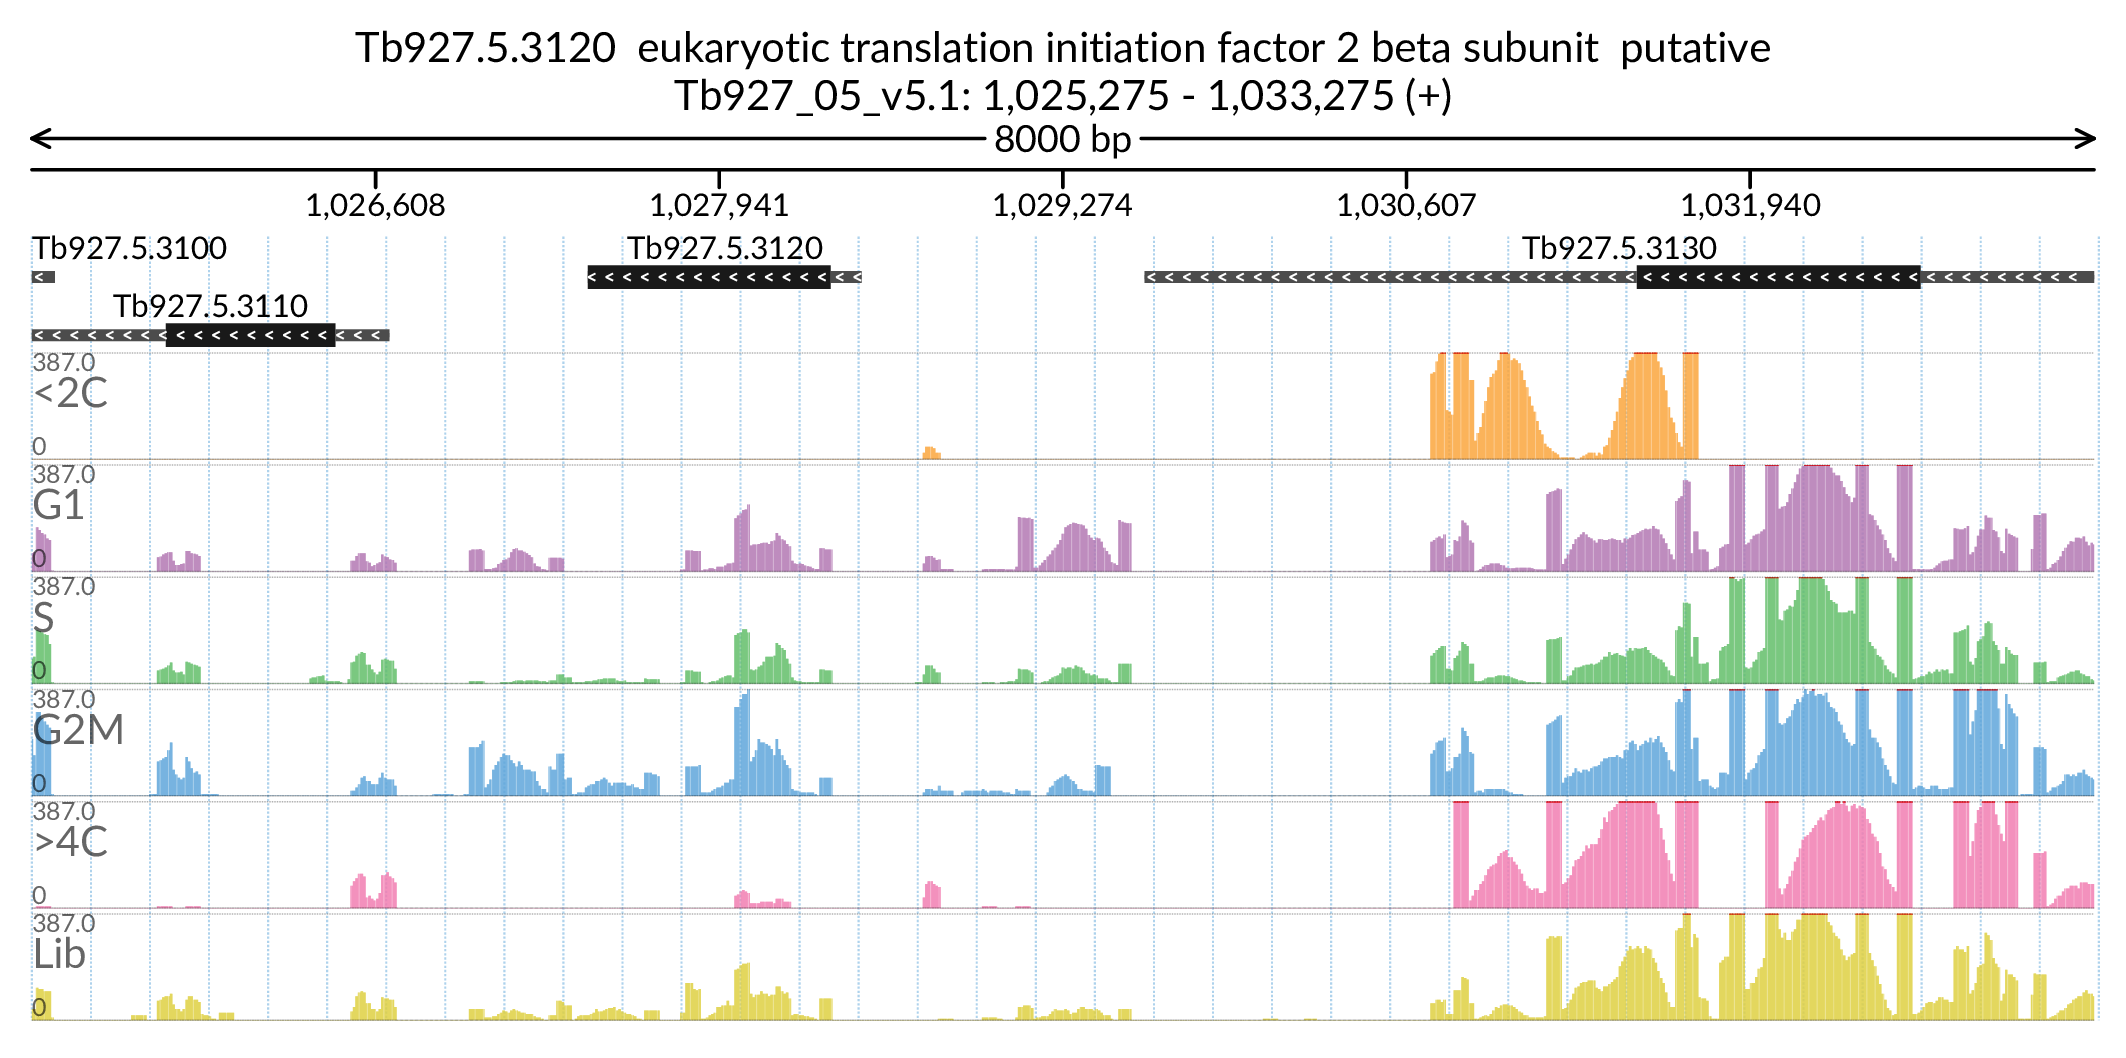 Tb927.5.3120  eukaryotic translation initiation factor 2 beta subunit  putative
Tb927_05_v5.1: 1,025,275 - 1,033,275 (+)
8000 bp
1,026,608
1,027,941
1,029,274
1,030,607
1,031,940
Tb927.5.3100
Tb927.5.3120
Tb927.5.3130
Tb927.5.3110
387.0
<2C
0
387.0
G1
0
387.0
S
0
387.0
G2M
0
387.0
>4C
0
387.0
Lib
0